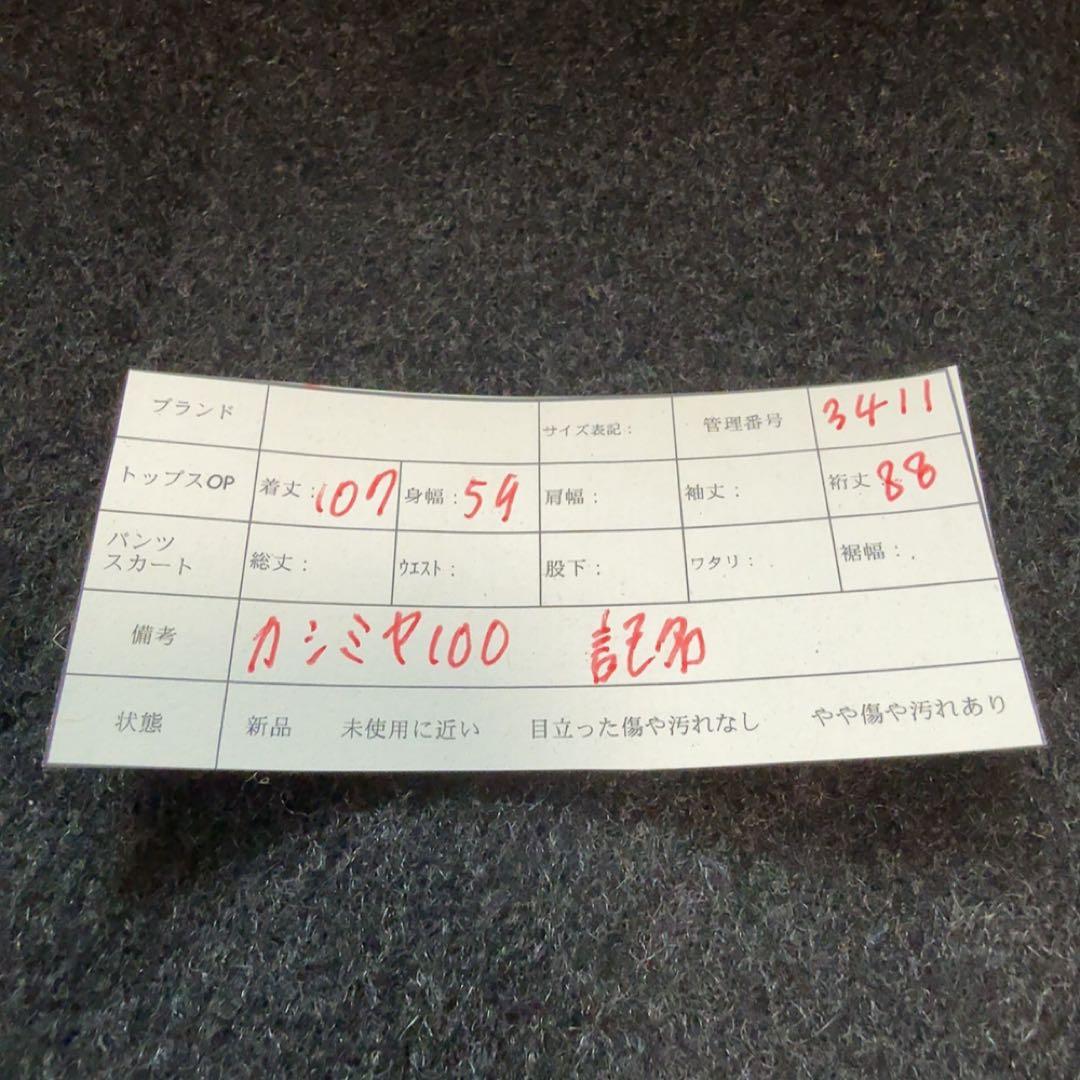 ブランド サイズ表記： 管理番号 3411
トップスOP 着丈：107 身幅：59 肩幅： 袖丈： 裄丈 88
パンツ
スカート 総丈： ウエスト： 股下： ワタリ： 裾幅：
備考 カシミヤ100 記名
状態 新品 未使用に近い 目立った傷や汚れなし やや傷や汚れあり